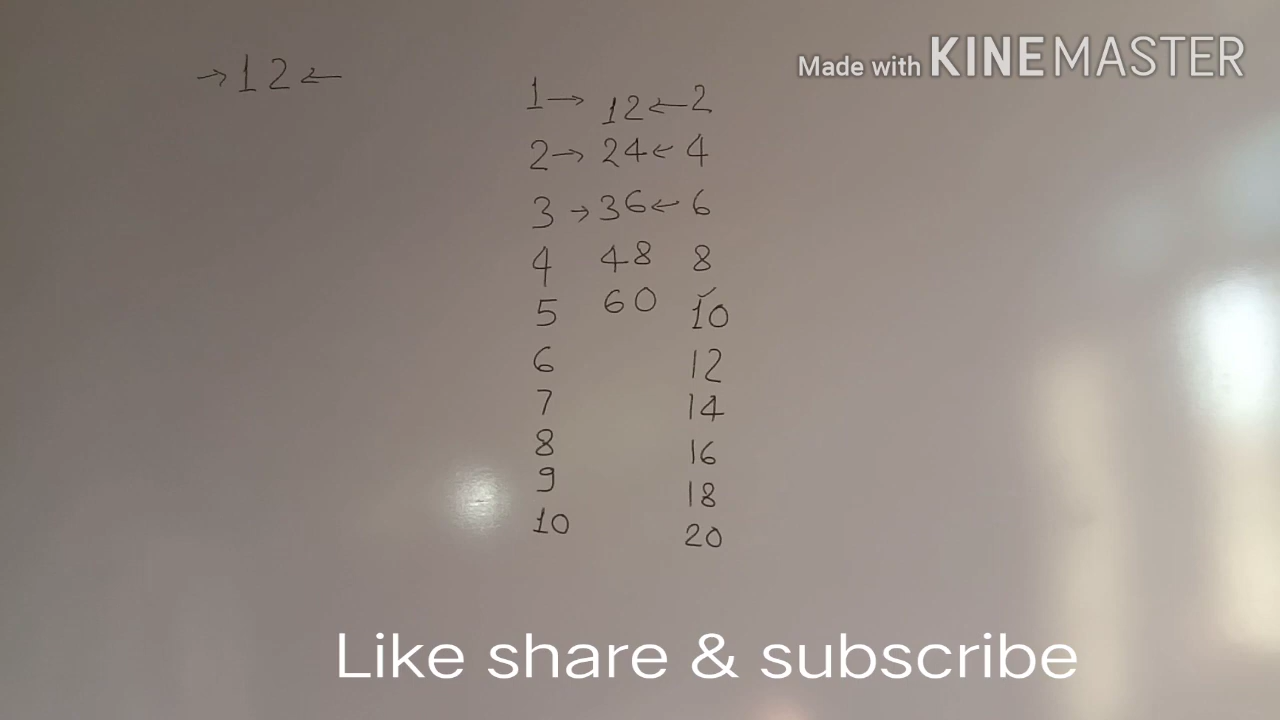 Made with KINEMASTER
→12←
1→ 12←2
2→ 24← 4
3→36← 6
4 48 8
5 60 10
6 12
7 14
8 16
9 18
10 20
Like share & subscribe